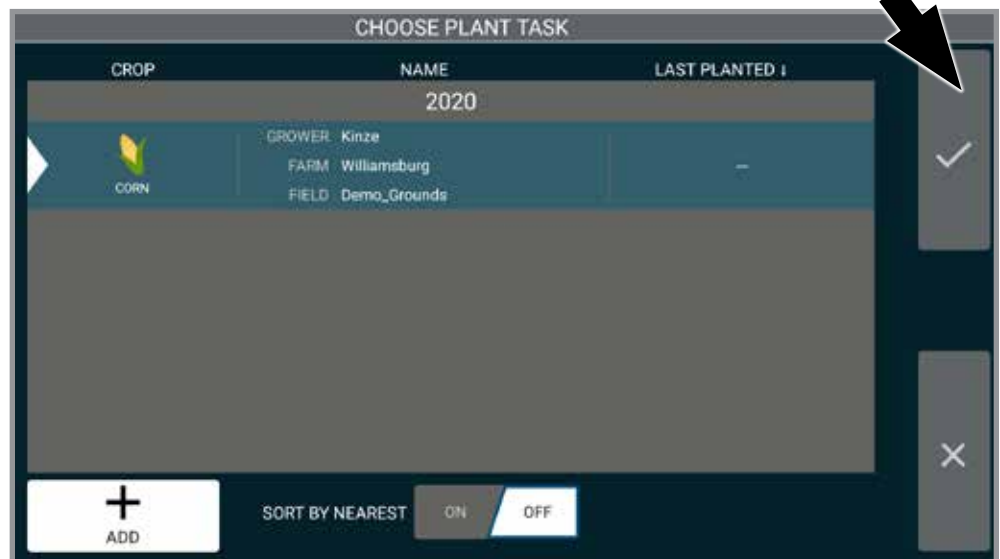 CHOOSE PLANT TASK
CROP NAME LAST PLANTED ↓
2020
GROWER Kinze
FARM Williamsburg
CORN
FIELD Demo_Grounds
–
+
ADD
SORT BY NEAREST ON OFF